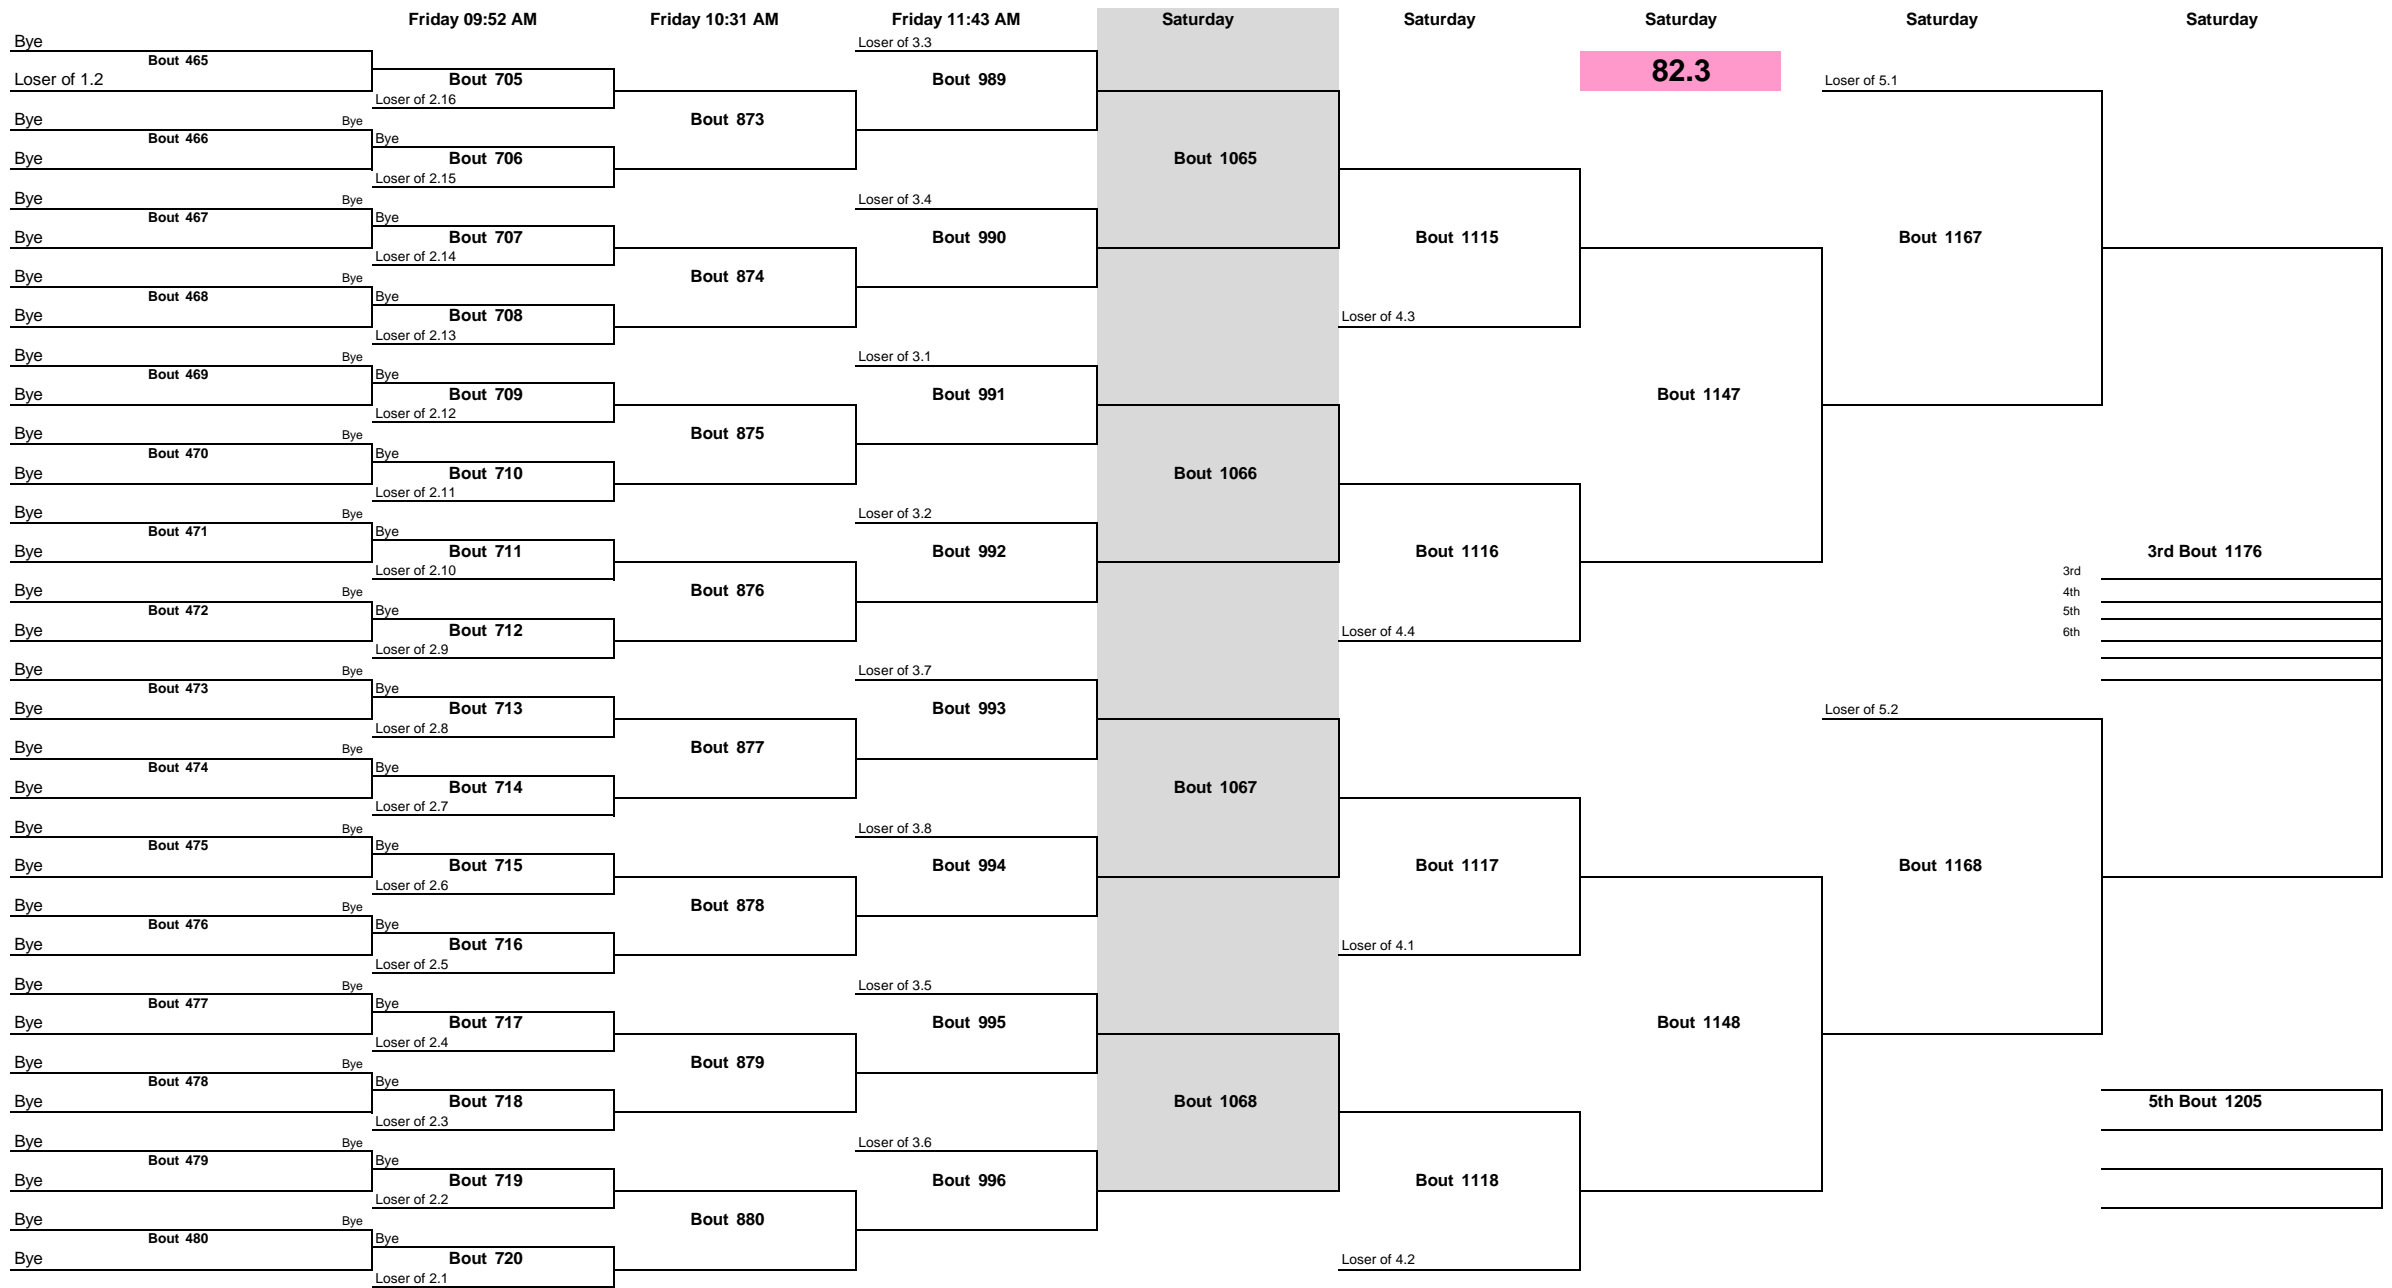 Friday 09:52 AM Friday 10:31 AM Friday 11:43 AM Saturday Saturday Saturday Saturday Saturday
Bye Loser of 3.3
Bout 465
82.3
Loser of 1.2 Bout 705 Bout 989 Loser of 5.1
Loser of 2.16
Bye Bye Bout 873
Bout 466 Bye
Bye Bout 706 Bout 1065
Loser of 2.15
Bye Bye Loser of 3.4
Bout 467 Bye
Bye Bout 707 Bout 990 Bout 1115 Bout 1167
Loser of 2.14
Bye Bye Bout 874
Bout 468 Bye
Bye Bout 708 Loser of 4.3
Loser of 2.13
Bye Bye Loser of 3.1
Bout 469 Bye
Bye Bout 709 Bout 991 Bout 1147
Loser of 2.12
Bye Bye Bout 875
Bout 470 Bye
Bye Bout 710 Bout 1066
Loser of 2.11
Bye Bye Loser of 3.2
Bout 471 Bye
Bye Bout 711 Bout 992 Bout 1116 3rd Bout 1176
Loser of 2.10 3rd
Bye Bye Bout 876 4th
Bout 472 Bye 5th
Bye Bout 712 Loser of 4.4 6th
Loser of 2.9
Bye Bye Loser of 3.7
Bout 473 Bye
Bye Bout 713 Bout 993 Loser of 5.2
Loser of 2.8
Bye Bye Bout 877
Bout 474 Bye
Bye Bout 714 Bout 1067
Loser of 2.7
Bye Bye Loser of 3.8
Bout 475 Bye
Bye Bout 715 Bout 994 Bout 1117 Bout 1168
Loser of 2.6
Bye Bye Bout 878
Bout 476 Bye
Bye Bout 716 Loser of 4.1
Loser of 2.5
Bye Bye Loser of 3.5
Bout 477 Bye
Bye Bout 717 Bout 995 Bout 1148
Loser of 2.4
Bye Bye Bout 879
Bout 478 Bye
Bye Bout 718 Bout 1068 5th Bout 1205
Loser of 2.3
Bye Bye Loser of 3.6
Bout 479 Bye
Bye Bout 719 Bout 996 Bout 1118
Loser of 2.2
Bye Bye Bout 880
Bout 480 Bye
Bye Bout 720 Loser of 4.2
Loser of 2.1